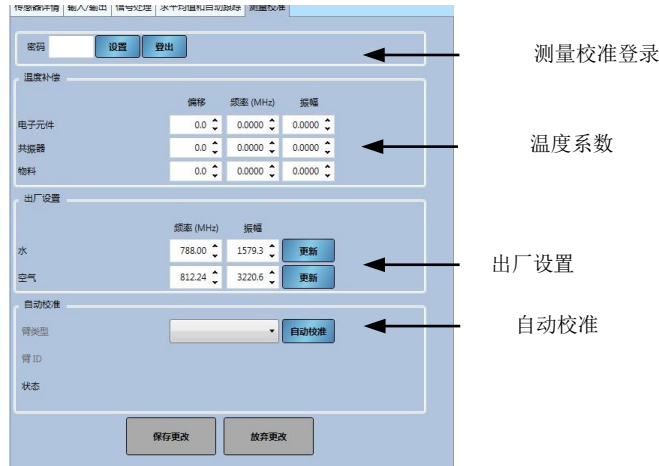 传感器详情 输入/输出 信号处理 求平均值和自动跟踪 测量校准
密码 设置 登出
测量校准登录
温度补偿
偏移 频率 (MHz) 振幅
电子元件 0.0 0.0000 0.0000
共振器 0.0 0.0000 0.0000
物料 0.0 0.0000 0.0000
温度系数
出厂设置
频率 (MHz) 振幅
水 788.00 1579.3 更新
空气 812.24 3220.6 更新
出厂设置
自动校准
臂类型 自动校准
自动校准
臂 ID
状态
保存更改 放弃更改